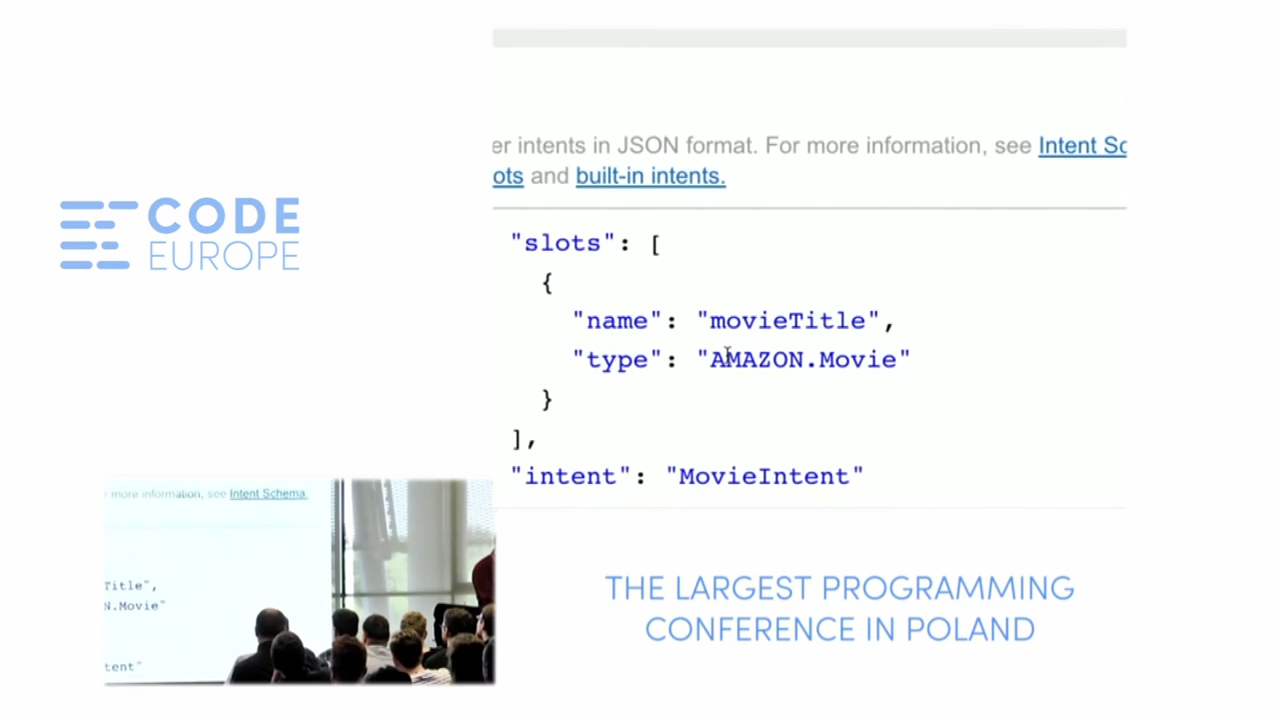 CODE
EUROPE
er intents in JSON format. For more information, see Intent Sc
ots and built-in intents.
"slots": [
{
"name": "movieTitle",
"type": "AMAZON.Movie"
}
],
"intent": "MovieIntent"
r more information, see Intent Schema.
Title",
N.Movie"
tent"
THE LARGEST PROGRAMMING
CONFERENCE IN POLAND